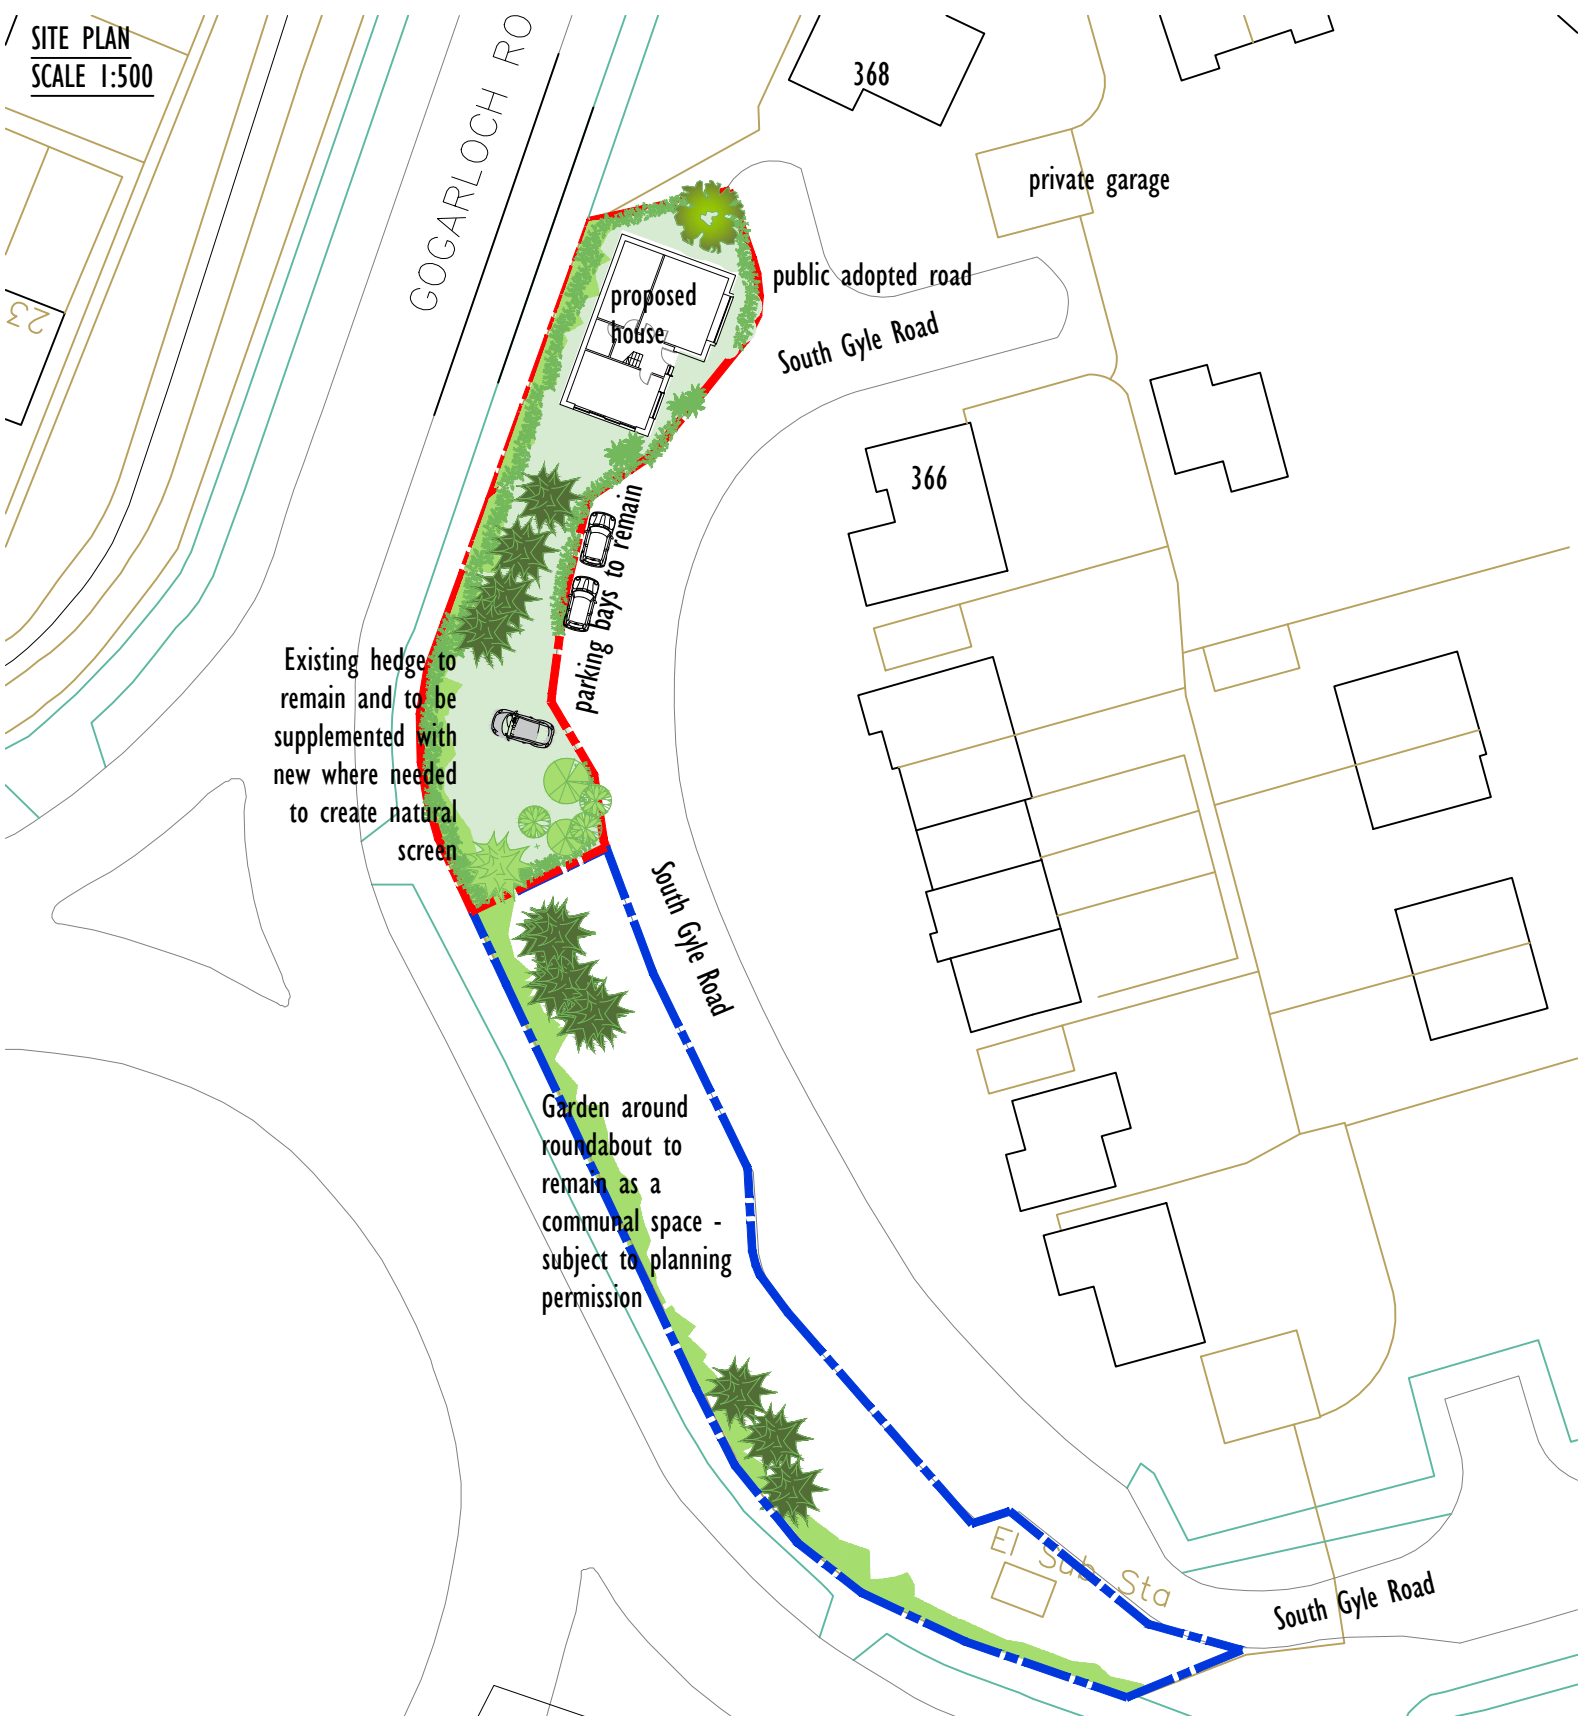 SITE PLAN
SCALE 1:500
GOGARLOCH RO
368
private garage
public adopted road
South Gyle Road
proposed
house
23
366
parking bays to remain
Existing hedge to
remain and to be
supplemented with
new where needed
to create natural
screen
South Gyle Road
Garden around
roundabout to
remain as a
communal space -
subject to planning
permission
El Sub Sta
South Gyle Road